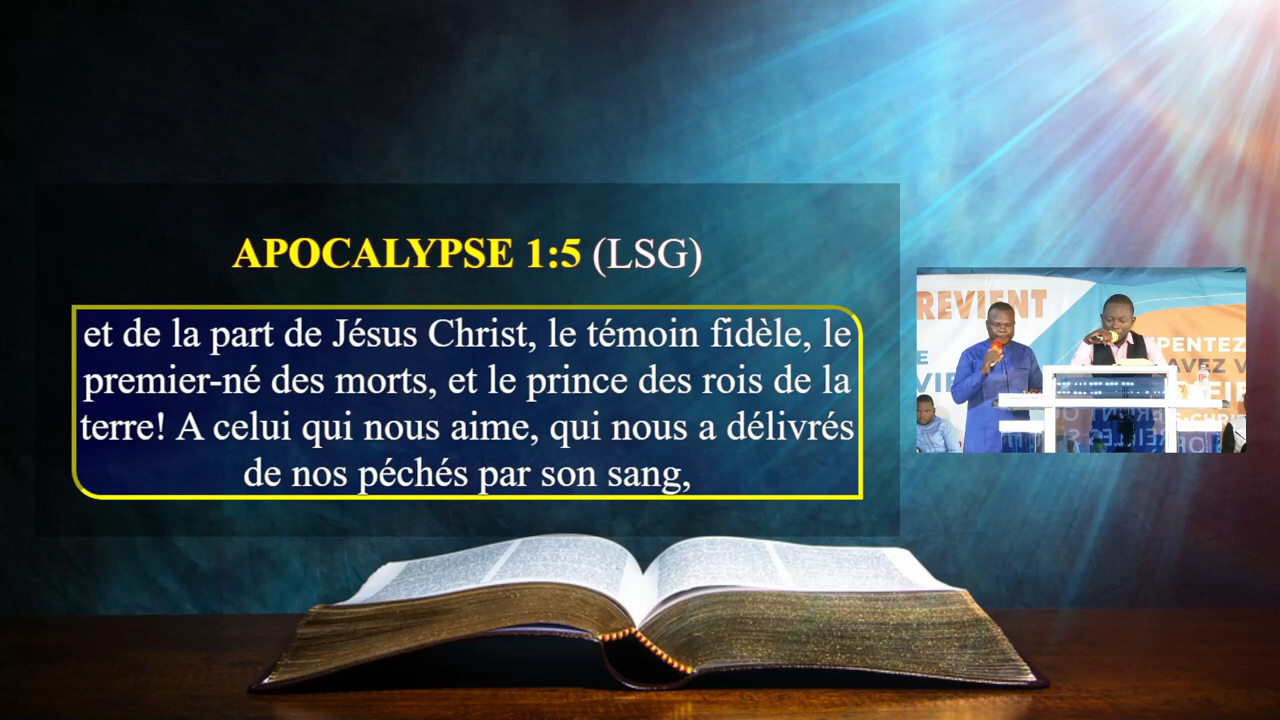 APOCALYPSE 1:5 (LSG)
et de la part de Jésus Christ, le témoin fidèle, le
premier-né des morts, et le prince des rois de la
terre! A celui qui nous aime, qui nous a délivrés
de nos péchés par son sang,
REVIENT
PENTEZ
AVEZ V